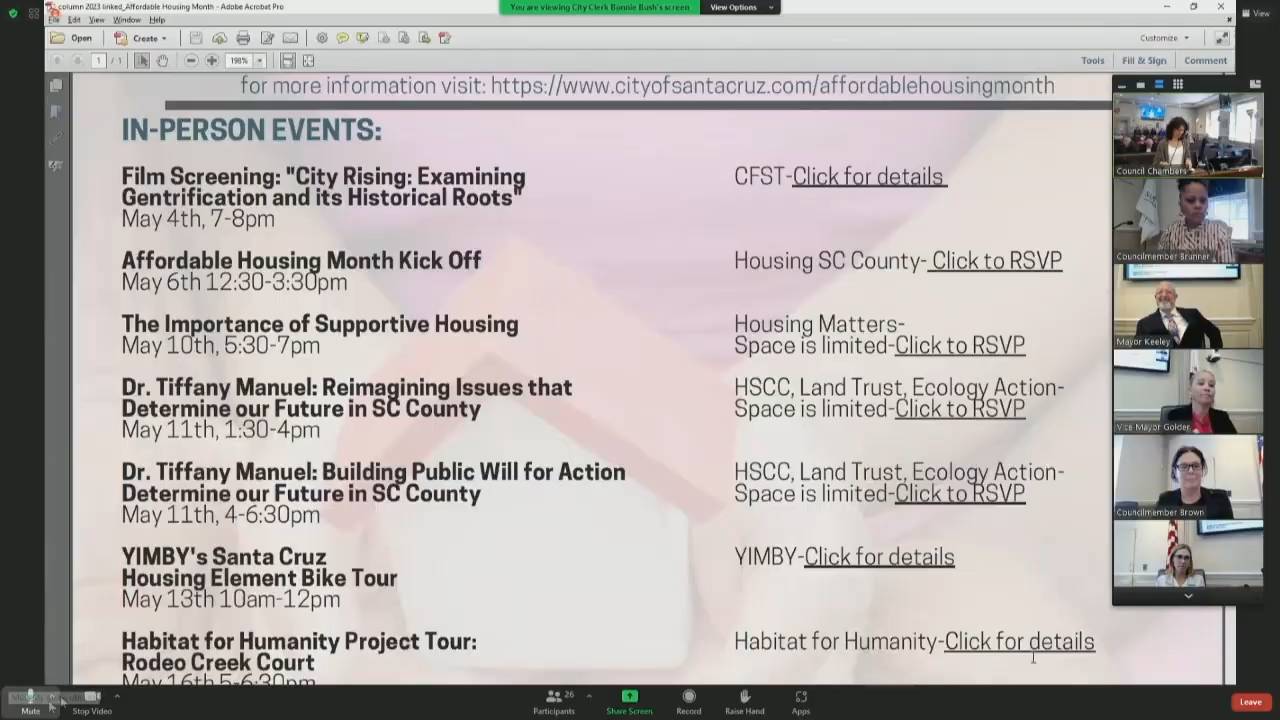 column 2023 linked_Affordable Housing Month - Adobe Acrobat Pro
You are viewing City Clerk Bonnie Bush's screen
View Options
View
File Edit View Window Help
Open
Create
Customize
1 / 1
198%
Tools
Fill & Sign
Comment
for more information visit: https://www.cityofsantacruz.com/affordablehousingmonth
IN-PERSON EVENTS:
Film Screening: "City Rising: Examining
Gentrification and its Historical Roots"
May 4th, 7-8pm
CFST-Click for details
Affordable Housing Month Kick Off
May 6th 12:30-3:30pm
Housing SC County- Click to RSVP
The Importance of Supportive Housing
May 10th, 5:30-7pm
Housing Matters-
Space is limited-Click to RSVP
Dr. Tiffany Manuel: Reimagining Issues that
Determine our Future in SC County
May 11th, 1:30-4pm
HSCC, Land Trust, Ecology Action-
Space is limited-Click to RSVP
Dr. Tiffany Manuel: Building Public Will for Action
Determine our Future in SC County
May 11th, 4-6:30pm
HSCC, Land Trust, Ecology Action-
Space is limited-Click to RSVP
YIMBY's Santa Cruz
Housing Element Bike Tour
May 13th 10am-12pm
YIMBY-Click for details
Habitat for Humanity Project Tour:
Rodeo Creek Court
May 16th 5-6:30pm
Habitat for Humanity-Click for details
Council Chambers
Councilmember Brunner
Mayor Keeley
Vice Mayor Golder
Councilmember Brown
Mute
Stop Video
Participants
26
Share Screen
Record
Raise Hand
Apps
Leave